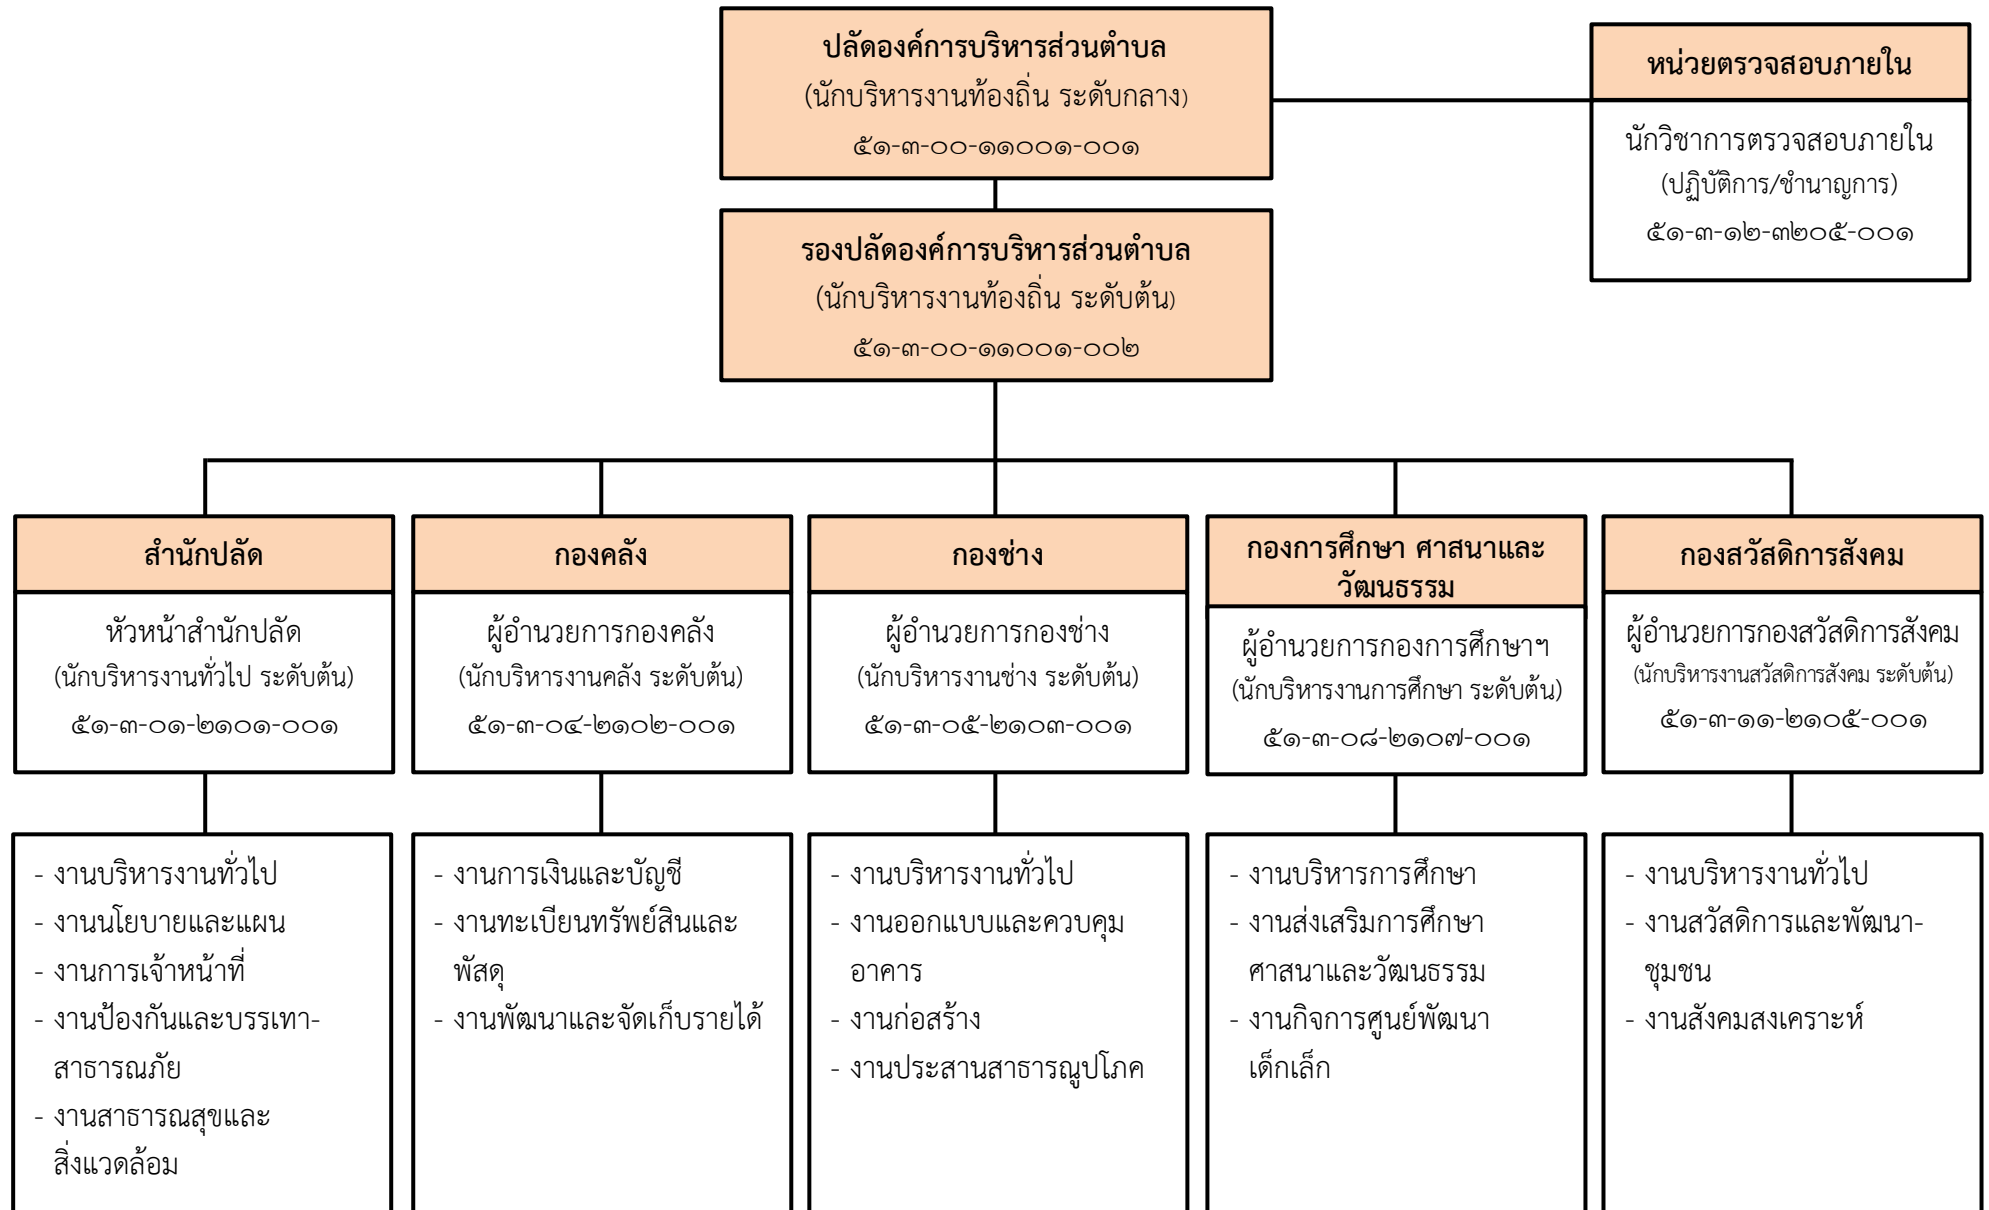 ปลัดองค์การบริหารส่วนตำบล
(นักบริหารงานท้องถิ่น ระดับกลาง)
๕๑-๓-๐๐-๑๑๐๐๑-๐๐๑
หน่วยตรวจสอบภายใน
นักวิชาการตรวจสอบภายใน
(ปฏิบัติการ/ชำนาญการ)
๕๑-๓-๑๒-๓๒๐๕-๐๐๑
รองปลัดองค์การบริหารส่วนตำบล
(นักบริหารงานท้องถิ่น ระดับต้น)
๕๑-๓-๐๐-๑๑๐๐๑-๐๐๒
สำนักปลัด
หัวหน้าสำนักปลัด
(นักบริหารงานทั่วไป ระดับต้น)
๕๑-๓-๐๑-๒๑๐๑-๐๐๑
- งานบริหารงานทั่วไป
- งานนโยบายและแผน
- งานการเจ้าหน้าที่
- งานป้องกันและบรรเทา-
สาธารณภัย
- งานสาธารณสุขและ
สิ่งแวดล้อม
กองคลัง
ผู้อำนวยการกองคลัง
(นักบริหารงานคลัง ระดับต้น)
๕๑-๓-๐๔-๒๑๐๒-๐๐๑
- งานการเงินและบัญชี
- งานทะเบียนทรัพย์สินและ
พัสดุ
- งานพัฒนาและจัดเก็บรายได้
กองช่าง
ผู้อำนวยการกองช่าง
(นักบริหารงานช่าง ระดับต้น)
๕๑-๓-๐๕-๒๑๐๓-๐๐๑
- งานบริหารงานทั่วไป
- งานออกแบบและควบคุม
อาคาร
- งานก่อสร้าง
- งานประสานสาธารณูปโภค
กองการศึกษา ศาสนาและ
วัฒนธรรม
ผู้อำนวยการกองการศึกษาฯ
(นักบริหารงานการศึกษา ระดับต้น)
๕๑-๓-๐๘-๒๑๐๗-๐๐๑
- งานบริหารการศึกษา
- งานส่งเสริมการศึกษา
ศาสนาและวัฒนธรรม
- งานกิจการศูนย์พัฒนา
เด็กเล็ก
กองสวัสดิการสังคม
ผู้อำนวยการกองสวัสดิการสังคม
(นักบริหารงานสวัสดิการสังคม ระดับต้น)
๕๑-๓-๑๑-๒๑๐๕-๐๐๑
- งานบริหารงานทั่วไป
- งานสวัสดิการและพัฒนา-
ชุมชน
- งานสังคมสงเคราะห์